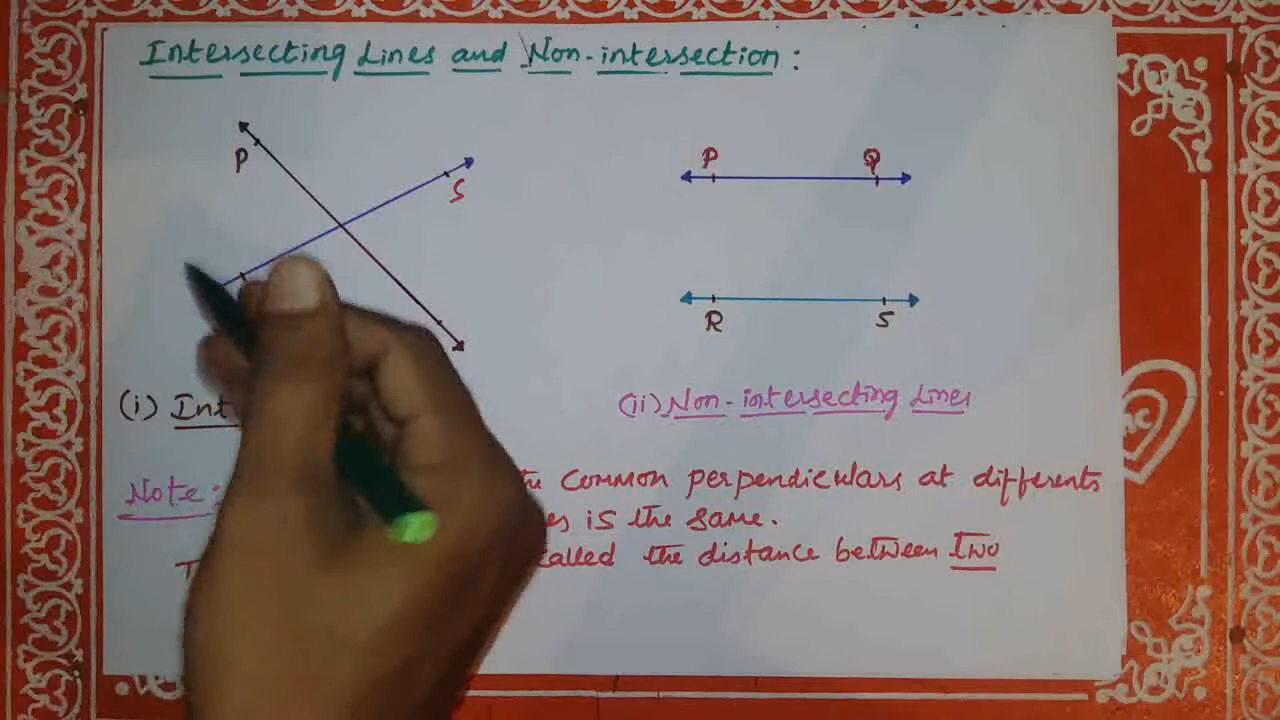 Intersecting Lines and Non-intersection :
P
S
P
Q
R
S
(i) Int
(ii) Non-intersecting Lines
Note : the common perpendiculars at differents
is the same.
called the distance between Two